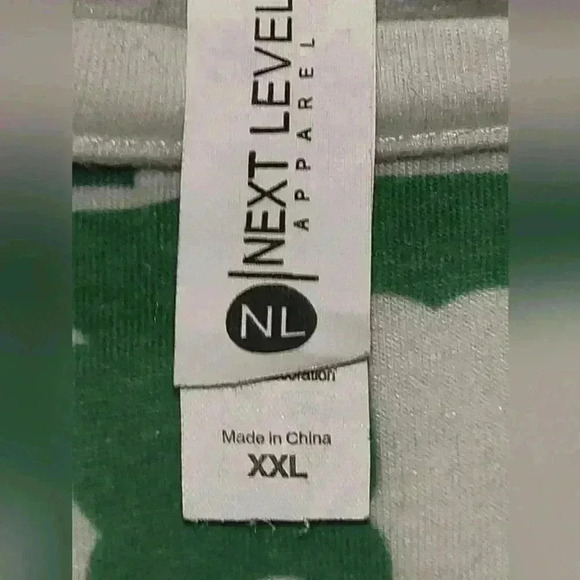 NEXT LEVEL
APPAREL
NL
Made in China
XXL